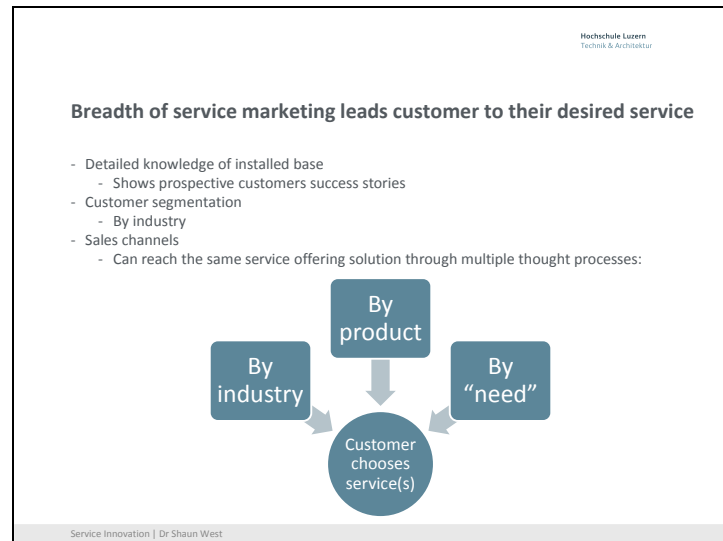 Hochschule Luzern
Technik & Architektur
Breadth of service marketing leads customer to their desired service
- Detailed knowledge of installed base
- Shows prospective customers success stories
- Customer segmentation
- By industry
- Sales channels
- Can reach the same service offering solution through multiple thought processes:
By
product
By
industry
By
“need”
Customer
chooses
service(s)
Service Innovation | Dr Shaun West